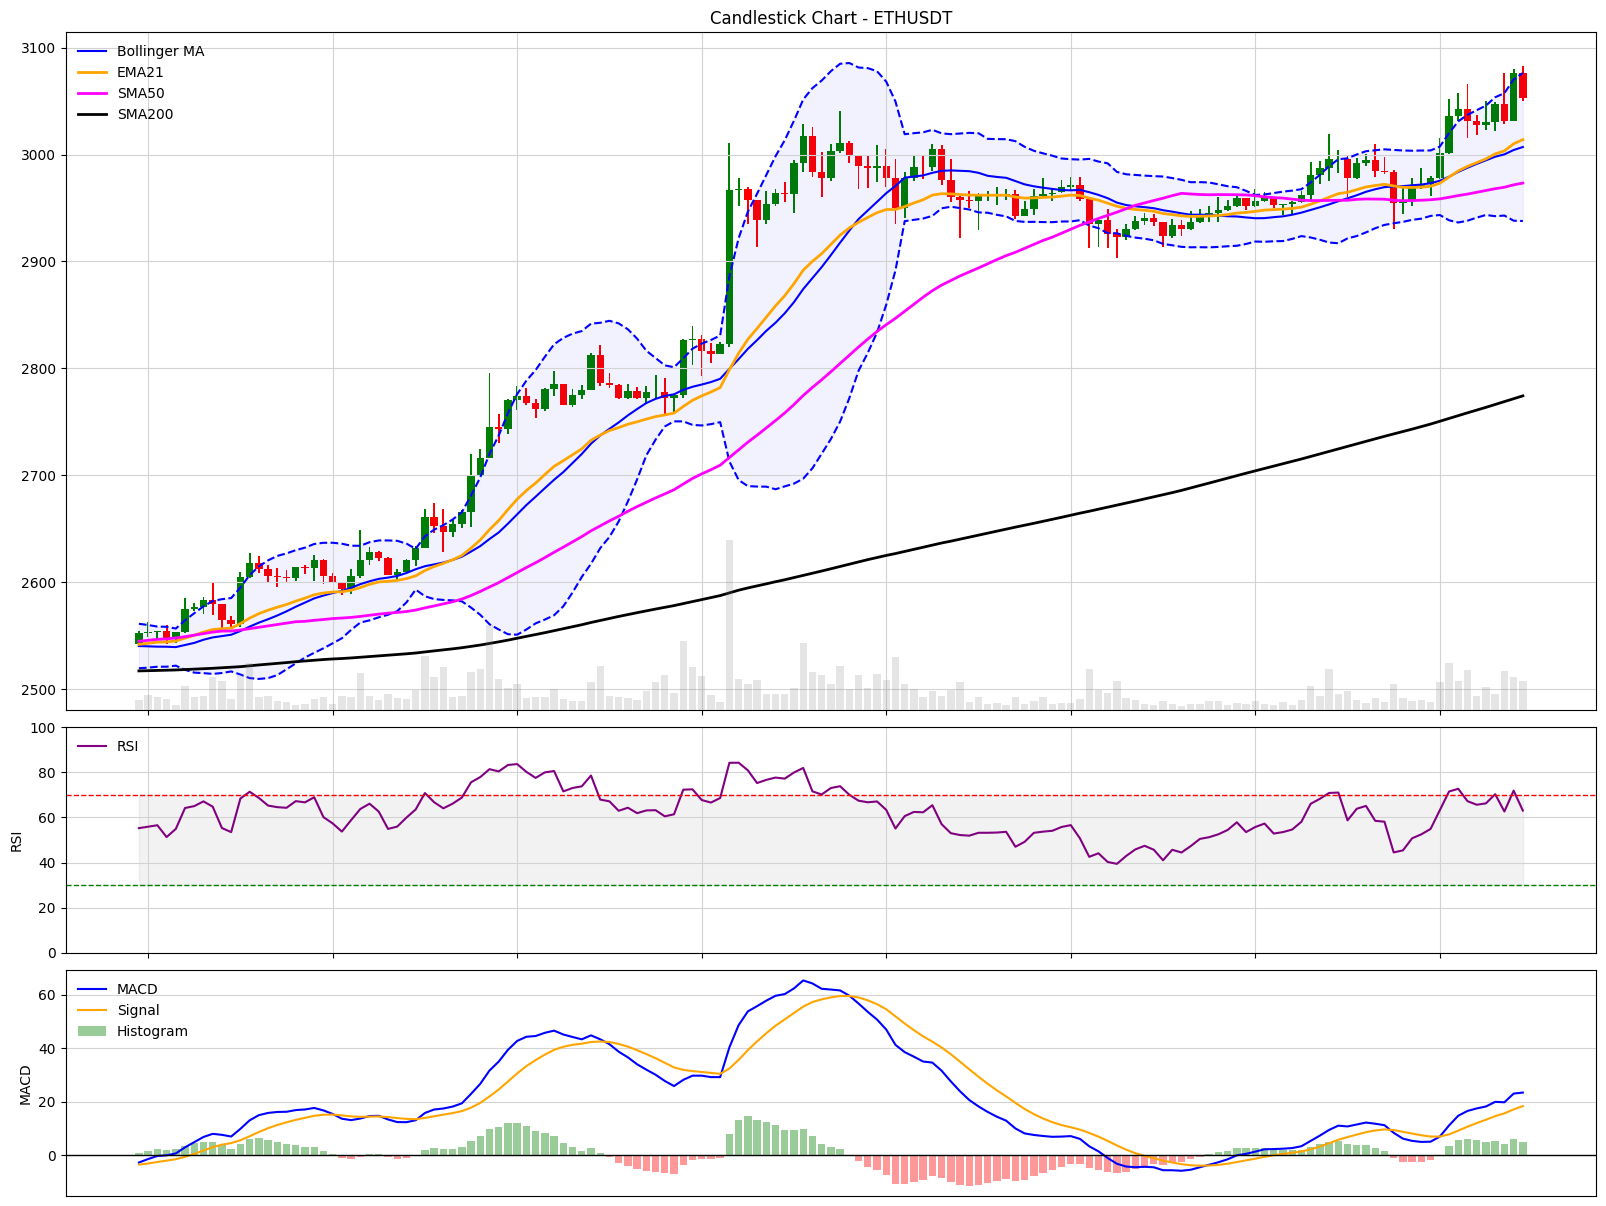 Candlestick Chart - ETHUSDT
3100
3000
2900
2800
2700
2600
2500
Bollinger MA
EMA21
SMA50
SMA200
100
80
60
40
20
0
RSI
RSI
60
40
20
0
MACD
MACD
Signal
Histogram